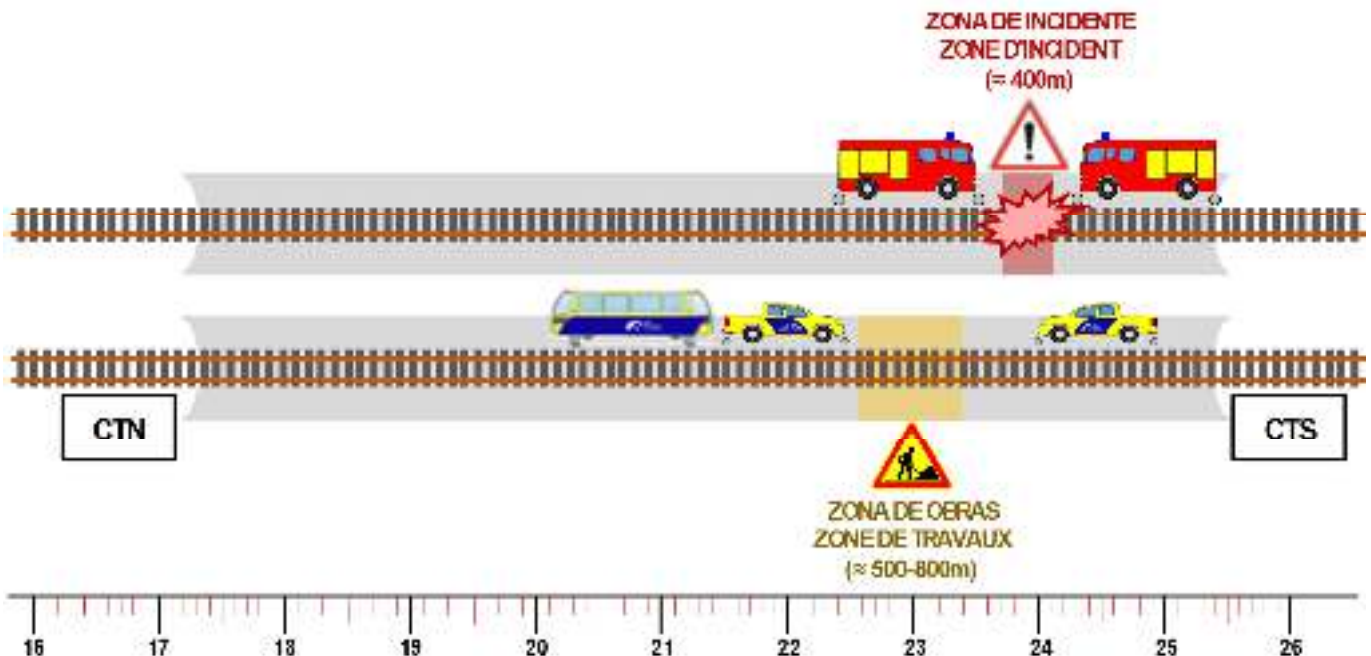 ZONA DE INCIDENTE
ZONE D'INCIDENT
(≈ 400m)
CTN
CTS
ZONA DE OBRAS
ZONE DE TRAVAUX
(≈ 500-800m)
16 17 18 19 20 21 22 23 24 25 26